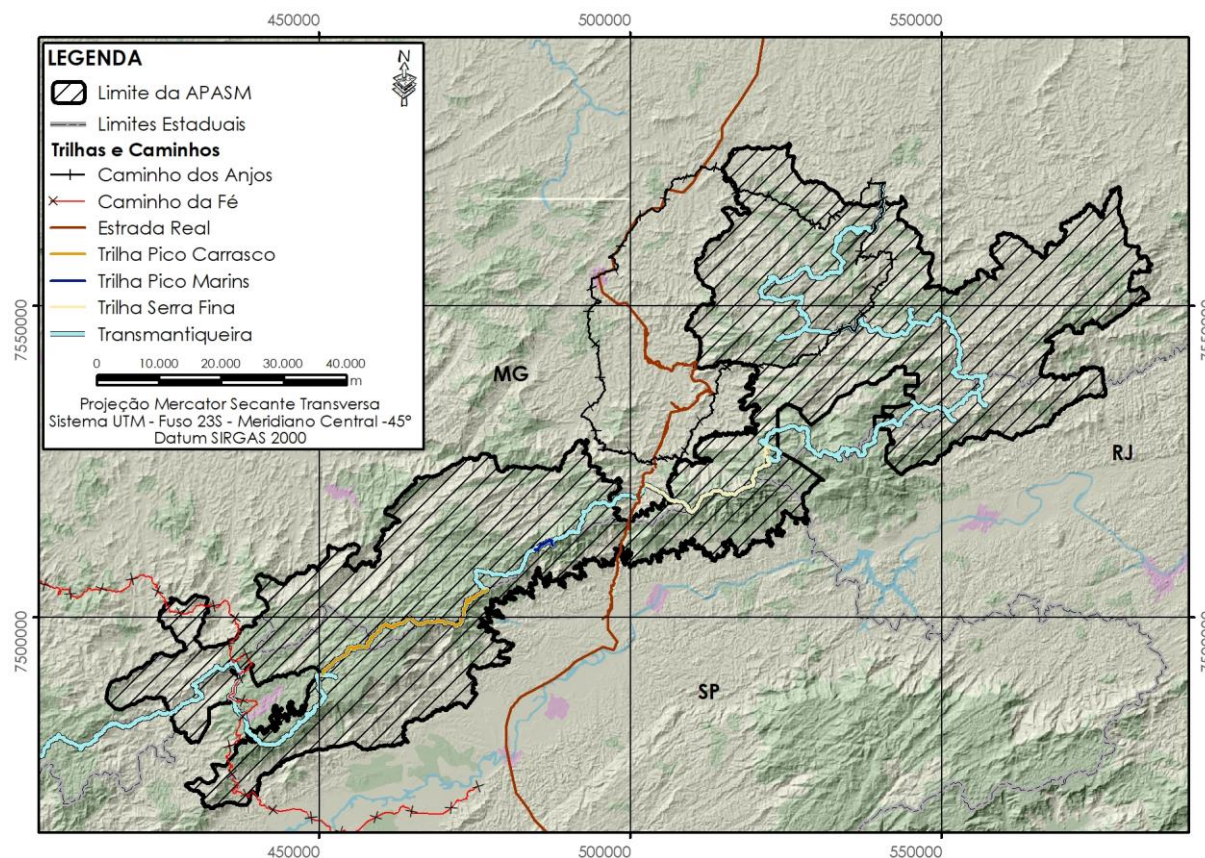 450000 500000 550000
LEGENDA
N
Limite da APASM
Limites Estaduais
Trilhas e Caminhos
Caminho dos Anjos
Caminho da Fé
Estrada Real
Trilha Pico Carrasco
Trilha Pico Marins
Trilha Serra Fina
Transmantiqueira
0 10.000 20.000 30.000 40.000
m
Projeção Mercator Secante Transversa
Sistema UTM - Fuso 23S - Meridiano Central -45°
Datum SIRGAS 2000
7550000 7550000
MG
RJ
7500000 7500000
SP
450000 500000 550000